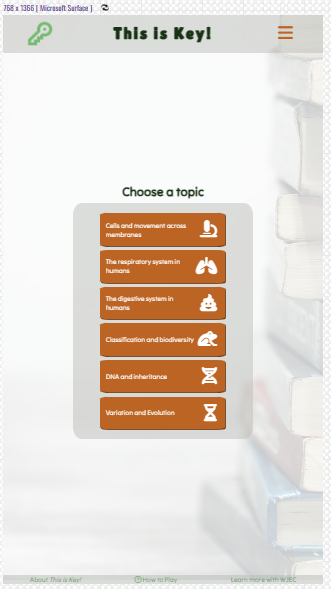 768 x 1366 [ Microsoft Surface ]
This is Key!
Choose a topic
Cells and movement across
membranes
The respiratory system in
humans
The digestive system in
humans
Classification and biodiversity
DNA and inheritance
Variation and Evolution
About This is Key!
How to Play
Learn more with WJEC